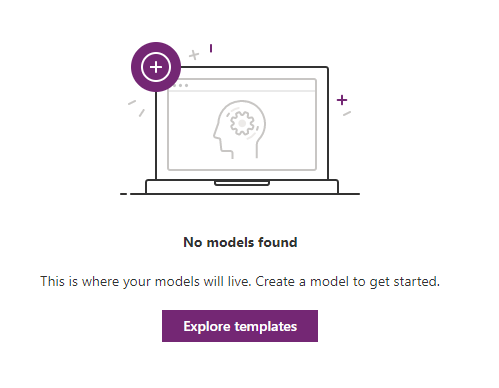 No models found
This is where your models will live. Create a model to get started.
Explore templates